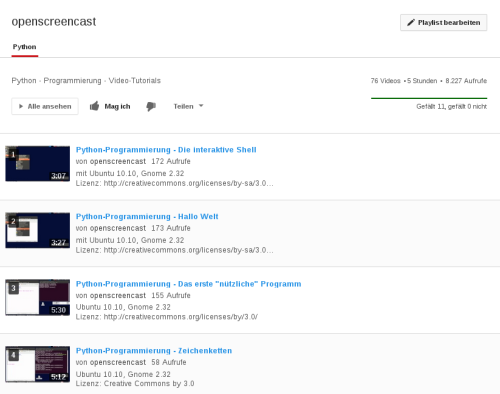 openscreencast
Playlist bearbeiten
Python
Python - Programmierung - Video-Tutorials
76 Videos • 5 Stunden • 8.227 Aufrufe
Alle ansehen
Mag ich
Teilen
Gefällt 11, gefällt 0 nicht
1
3:07
Python-Programmierung - Die interaktive Shell
von openscreencast 172 Aufrufe
mit Ubuntu 10.10, Gnome 2.32
Lizenz: http://creativecommons.org/licenses/by-sa/3.0...
2
3:27
Python-Programmierung - Hallo Welt
von openscreencast 173 Aufrufe
mit Ubuntu 10.10, Gnome 2.32
Lizenz: http://creativecommons.org/licenses/by-sa/3.0...
3
5:30
Python-Programmierung - Das erste "nützliche" Programm
von openscreencast 155 Aufrufe
Ubuntu 10.10, Gnome 2.32
Lizenz: http://creativecommons.org/licenses/by/3.0/
4
5:12
Python-Programmierung - Zeichenketten
von openscreencast 58 Aufrufe
Ubuntu 10.10, Gnome 2.32
Lizenz: Creative Commons by 3.0